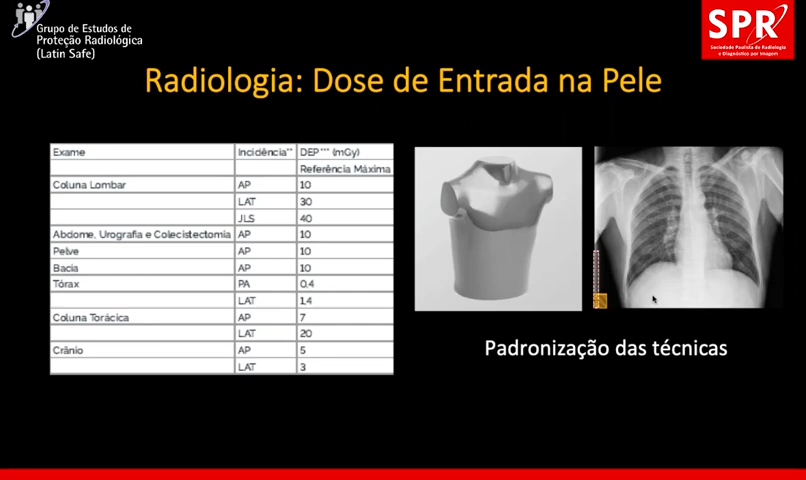 Grupo de Estudos de
Proteção Radiológica
(Latin Safe)
SPR
Sociedade Paulista de Radiologia
e Diagnóstico por Imagem
Radiologia: Dose de Entrada na Pele
Exame Incidência** DEP*** (mGy)
Referência Máxima
Coluna Lombar AP 10
LAT 30
JLS 40
Abdome, Urografia e Colecistectomia AP 10
Pelve AP 10
Bacia AP 10
Tórax PA 0,4
LAT 1,4
Coluna Torácica AP 7
LAT 20
Crânio AP 5
LAT 3
Padronização das técnicas